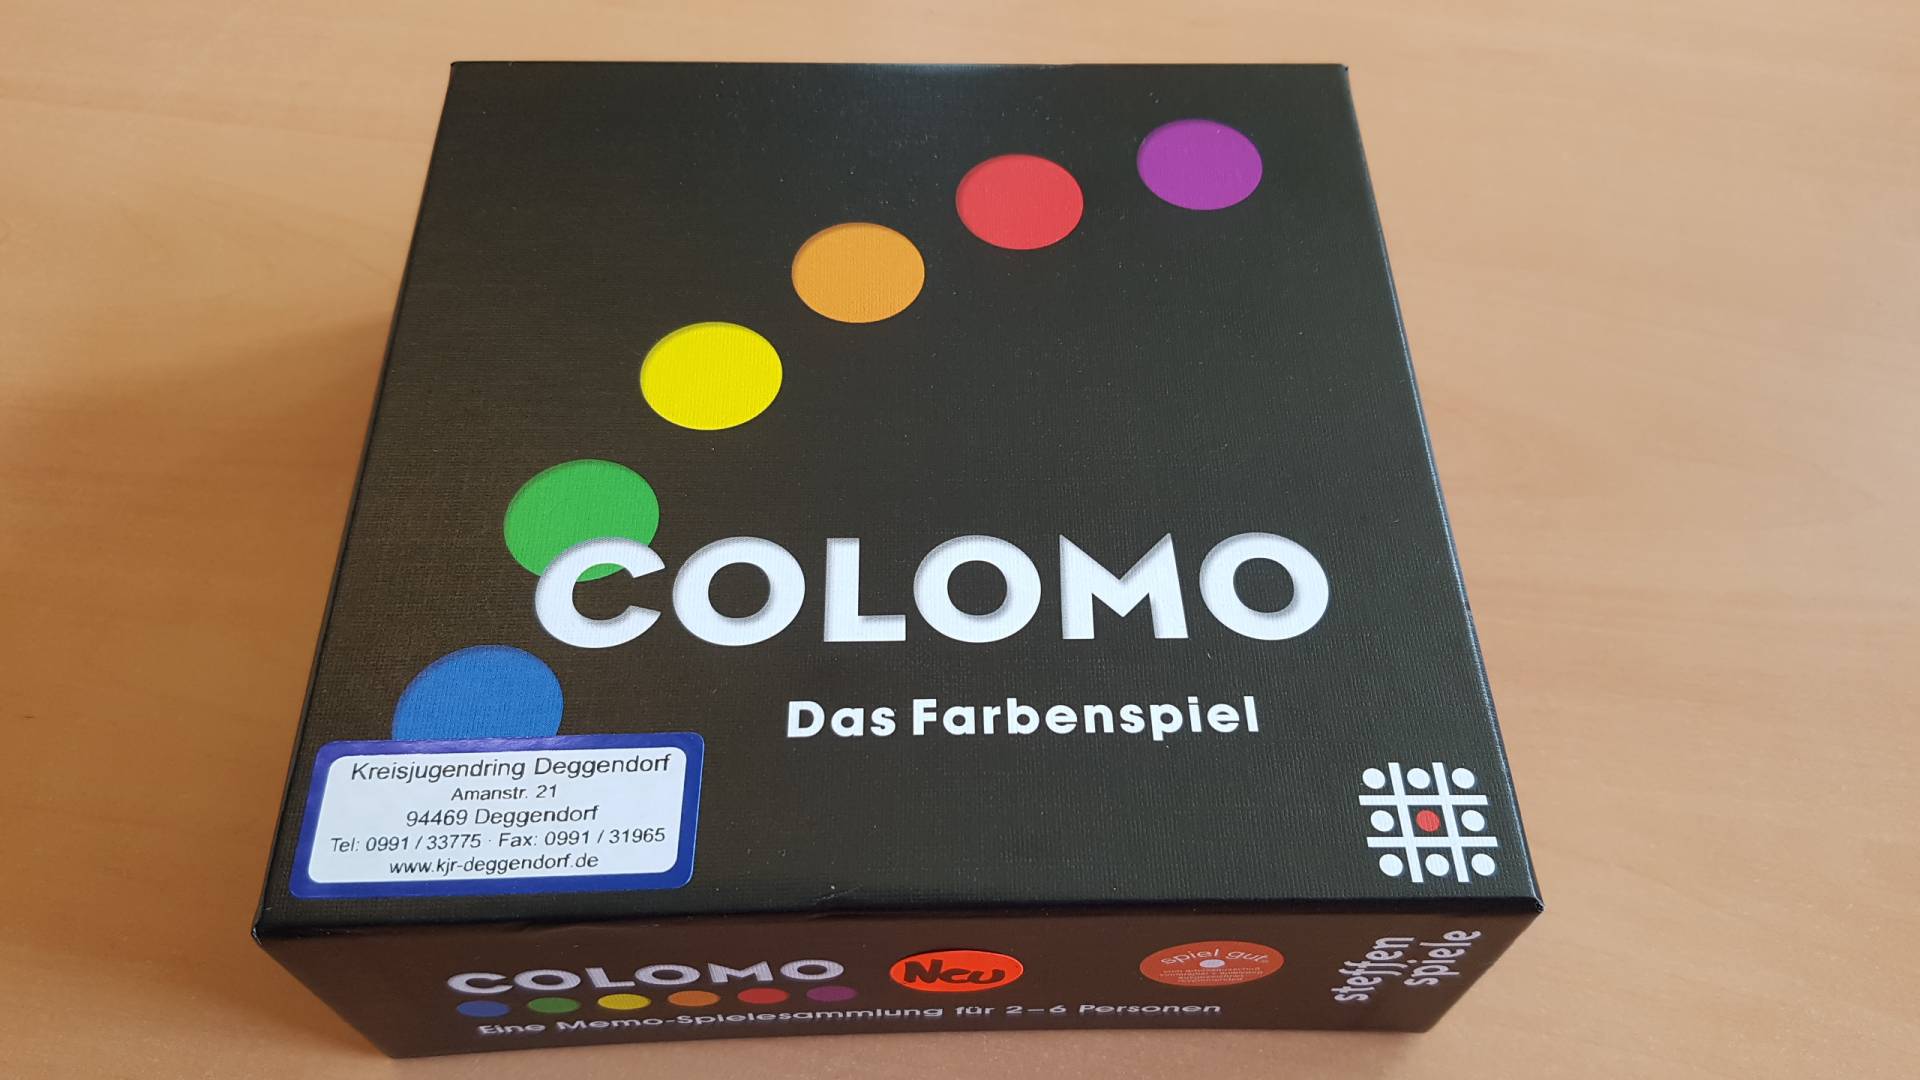 COLOMO
Das Farbenspiel
Kreisjugendring Deggendorf
Amanstr. 21
94469 Deggendorf
Tel: 0991 / 33775 · Fax: 0991 / 31965
www.kjr-deggendorf.de
COLOMO
Neu
spiel gut
steffen
spiele
Eine Memo-Spielesammlung für 2–6 Personen